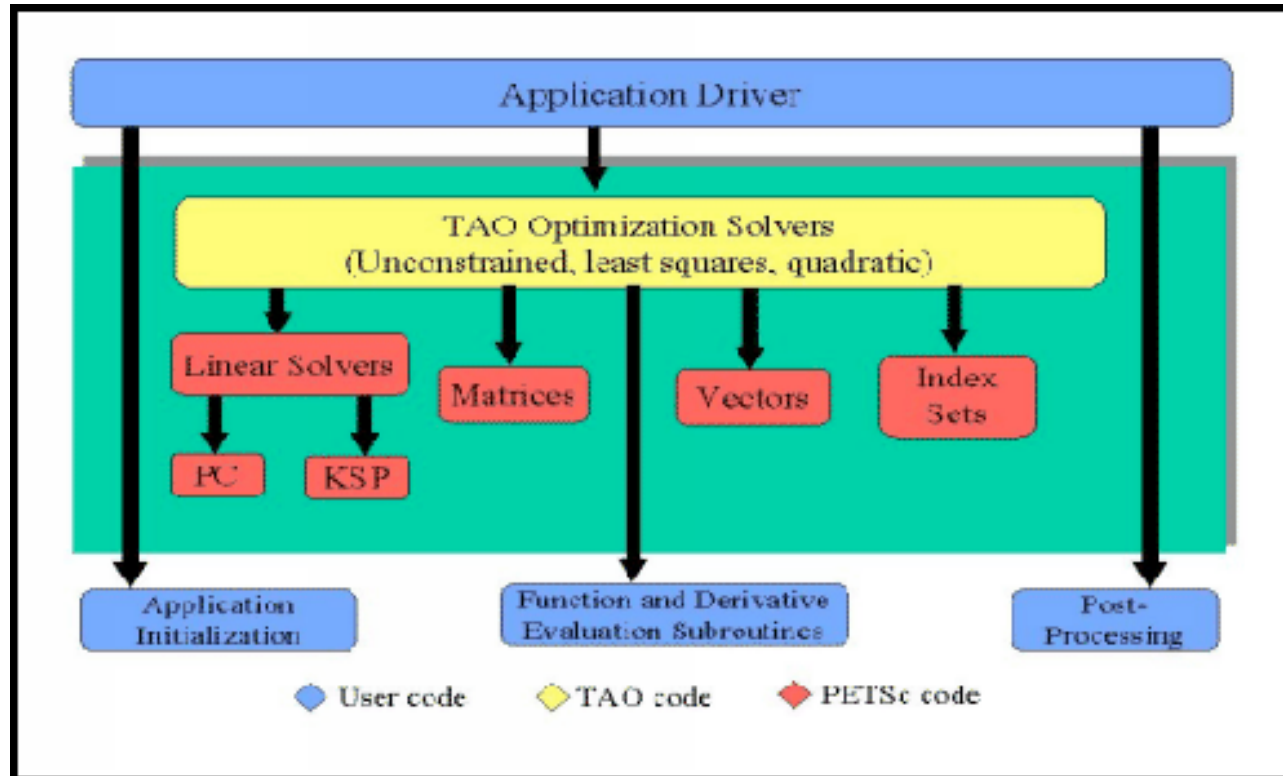 Application Driver
TAO Optimization Solvers
(Unconstrained, least squares, quadratic)
Linear Solvers
Matrices
Vectors
Index
Sets
PC
KSP
Application
Initialization
Function and Derivative
Evaluation Subroutines
Post-
Processing
User code
TAO code
PETSc code